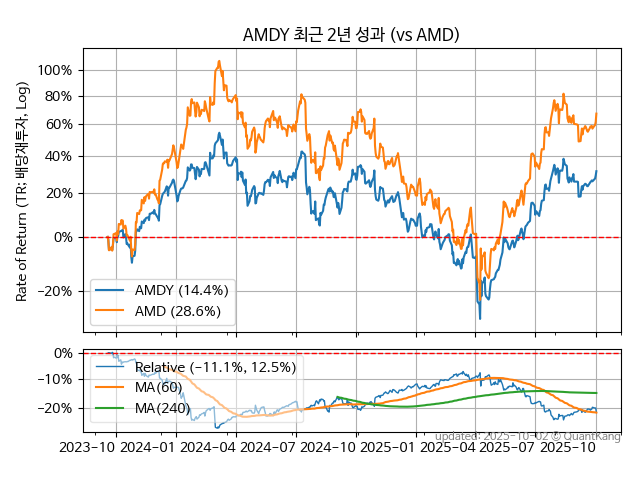 AMDY 최근 2년 성과 (vs AMD)
Rate of Return (TR: 배당재투자, Log)
100%
80%
60%
40%
20%
0%
−20%
AMDY (14.4%)
AMD (28.6%)
0%
−10%
−20%
Relative (−11.1%, 12.5%)
MA(60)
MA(240)
updated: 2025-10-02 © QuantKang
2023-10 2024-01 2024-04 2024-07 2024-10 2025-01 2025-04 2025-07 2025-10